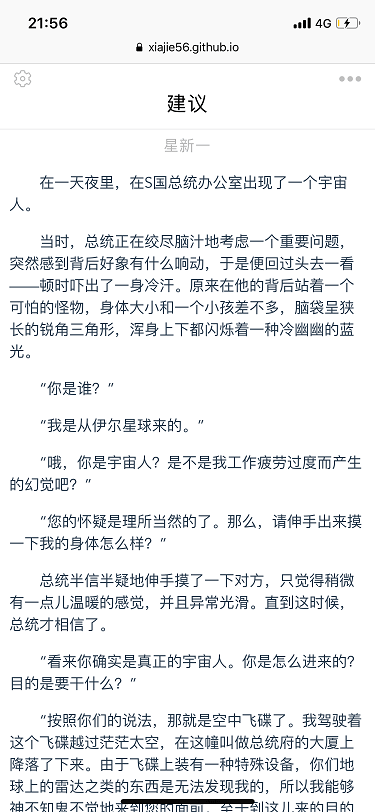 21:56
4G
xiajie56.github.io
建议
星新一
在一天夜里，在S国总统办公室出现了一个宇宙
人。
当时，总统正在绞尽脑汁地考虑一个重要问题，
突然感到背后好象有什么响动，于是便回过头去一看
——顿时吓出了一身冷汗。原来在他的背后站着一个
可怕的怪物，身体大小和一个小孩差不多，脑袋呈狭
长的锐角三角形，浑身上下都闪烁着一种冷幽幽的蓝
光。
“你是谁？”
“我是从伊尔星球来的。”
“哦，你是宇宙人？是不是我工作疲劳过度而产生
的幻觉吧？”
“您的怀疑是理所当然的了。那么，请伸手出来摸
一下我的身体怎么样？”
总统半信半疑地伸手摸了一下对方，只觉得稍微
有一点儿温暖的感觉，并且异常光滑。直到这时候，
总统才相信了。
“看来你确实是真正的宇宙人。你是怎么进来的？
目的是要干什么？”
“按照你们的说法，那就是空中飞碟了。我驾驶着
这个飞碟越过茫茫太空，在这幢叫做总统府的大厦上
降落了下来。由于飞碟上装有一种特殊设备，你们地
球上的雷达之类的东西是无法发现我的，所以我能够
神不知鬼不觉地来到您的面前，至于到这儿来的目的